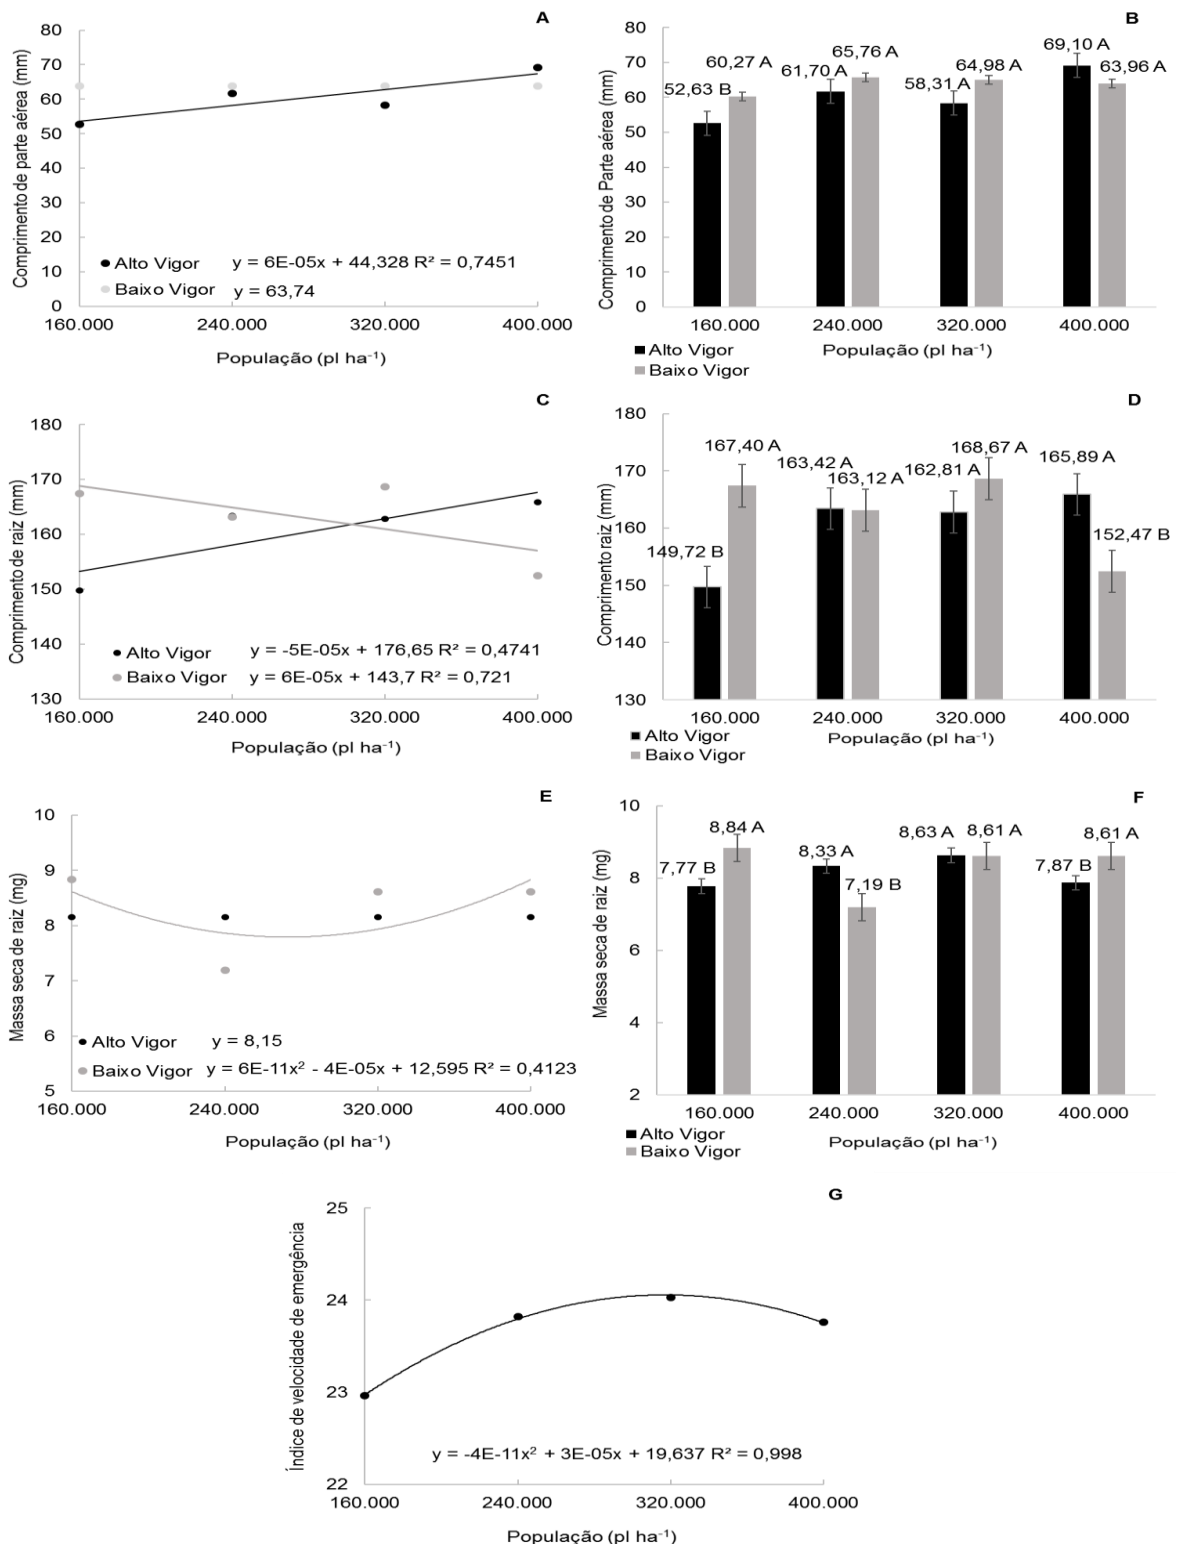 A
Comprimento de parte aérea (mm)
80
70
60
50
40
30
20
10
0
Alto Vigor y = 6E-05x + 44,328 R² = 0,7451
Baixo Vigor y = 63,74
160.000 240.000 320.000 400.000
População (pl ha⁻¹)
B
Comprimento de Parte aérea (mm)
80
70
60
50
40
30
20
10
0
52,63 B 60,27 A 61,70 A 65,76 A 58,31 A 64,98 A 69,10 A 63,96 A
160.000 240.000 320.000 400.000
População (pl ha⁻¹)
Alto Vigor
Baixo Vigor
C
Comprimento de raiz (mm)
180
170
160
150
140
130
Alto Vigor y = -5E-05x + 176,65 R² = 0,4741
Baixo Vigor y = 6E-05x + 143,7 R² = 0,721
160.000 240.000 320.000 400.000
População (pl ha⁻¹)
D
Comprimento raiz (mm)
180
170
160
150
140
130
149,72 B 167,40 A 163,42 A 163,12 A 162,81 A 168,67 A 165,89 A 152,47 B
160.000 240.000 320.000 400.000
População (pl ha⁻¹)
Alto Vigor
Baixo Vigor
E
Massa seca de raiz (mg)
10
9
8
7
6
5
Alto Vigor y = 8,15
Baixo Vigor y = 6E-11x² - 4E-05x + 12,595 R² = 0,4123
160.000 240.000 320.000 400.000
População (pl ha⁻¹)
F
Massa seca de raiz (mg)
10
8
6
4
2
7,77 B 8,84 A 8,33 A 7,19 B 8,63 A 8,61 A 7,87 B 8,61 A
160.000 240.000 320.000 400.000
População (pl ha⁻¹)
Alto Vigor
Baixo Vigor
G
Índice de velocidade de emergência
25
24
23
22
y = -4E-11x² + 3E-05x + 19,637 R² = 0,998
160.000 240.000 320.000 400.000
População (pl ha⁻¹)